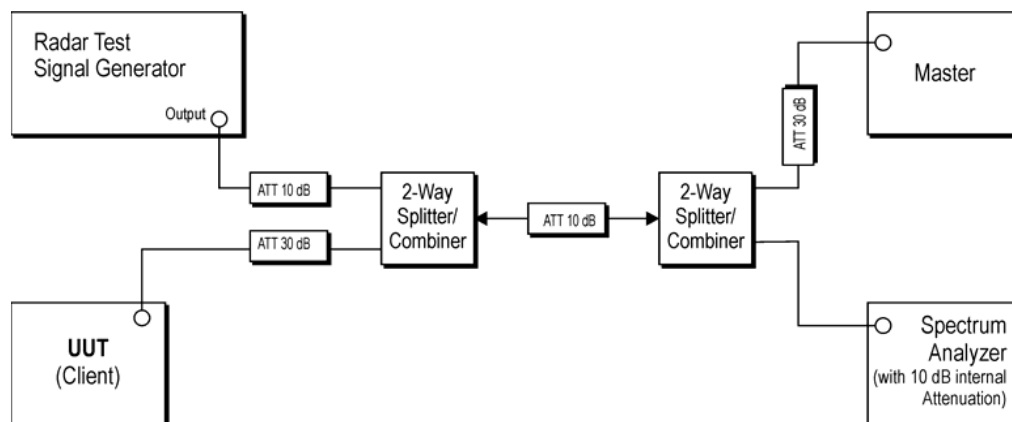 Radar Test
Signal Generator
Output
ATT 10 dB
2-Way
Splitter/
Combiner
ATT 30 dB
UUT
(Client)
ATT 10 dB
2-Way
Splitter/
Combiner
ATT 30 dB
Master
Spectrum
Analyzer
(with 10 dB internal
Attenuation)